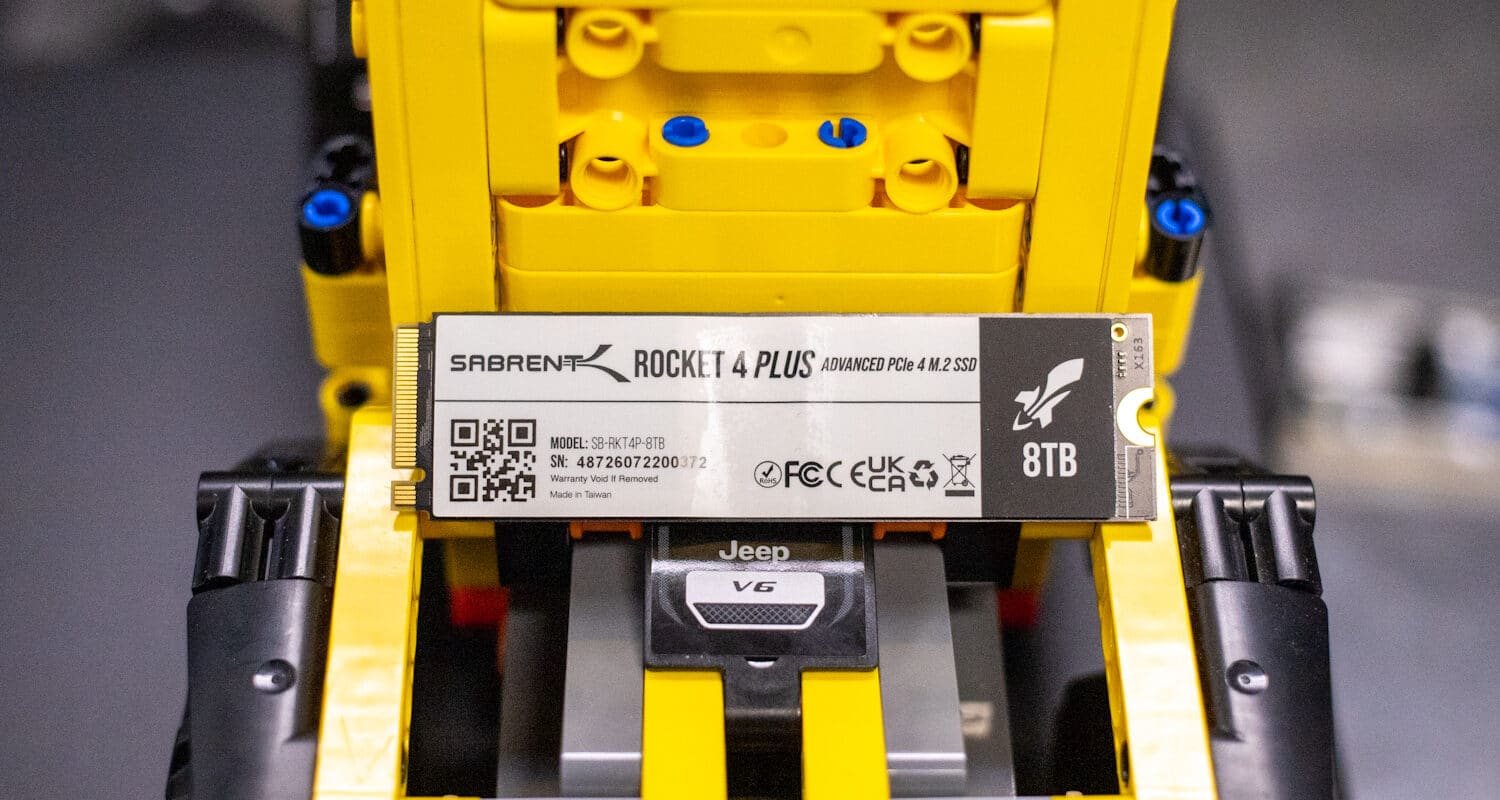 SABRENT ROCKET 4 PLUS ADVANCED PCIe 4 M.2 SSD
X163
MODEL: SB-RKT4P-8TB
SN: 48726072200372
Warranty Void If Removed
Made in Taiwan
RoHS FC CE UK CA
8TB
Jeep
V6